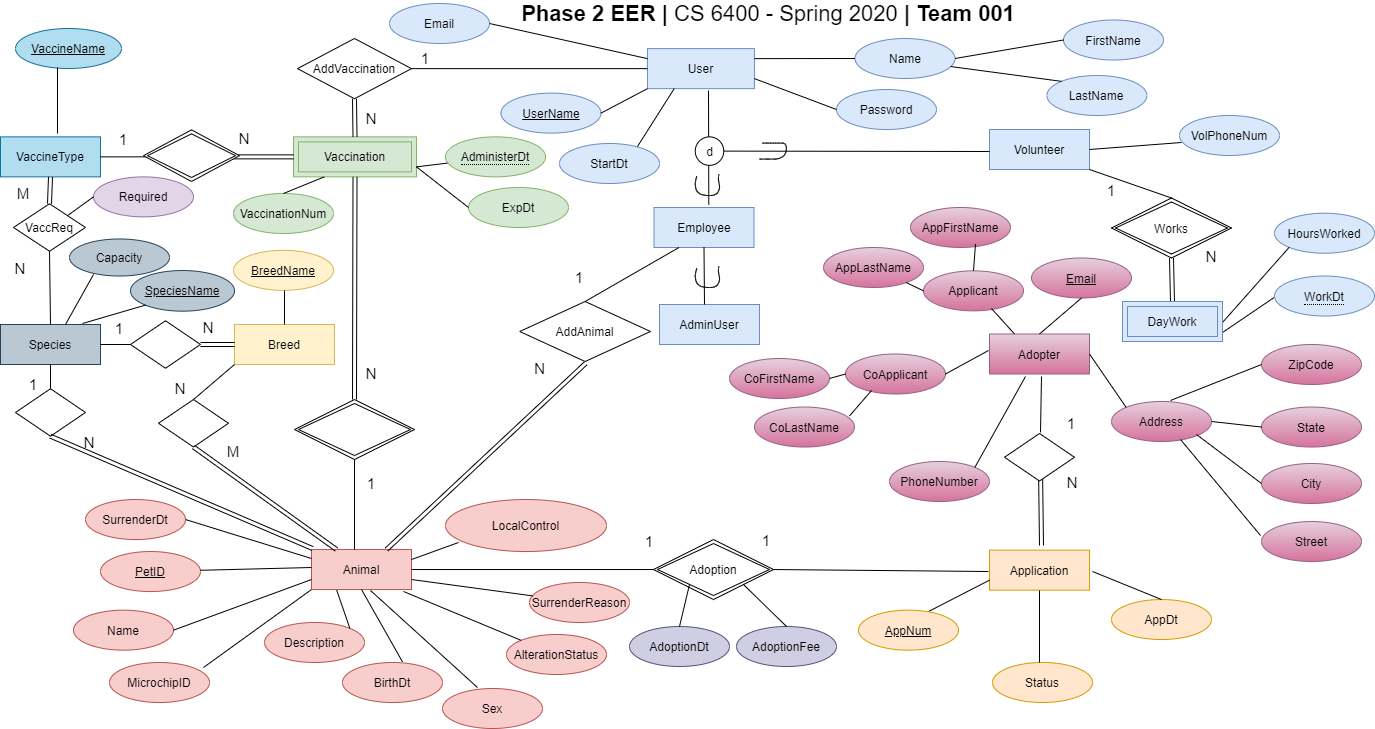 Phase 2 EER | CS 6400 - Spring 2020 | Team 001
Email
VaccineName
AddVaccination
1
User
Name
FirstName
LastName
UserName
Password
N
StartDt
d
Volunteer
VolPhoneNum
VaccineType
1
N
Vaccination
AdministerDt
M
Required
VaccinationNum
ExpDt
VaccReq
N
Capacity
SpeciesName
BreedName
Employee
1
Works
N
HoursWorked
WorkDt
DayWork
AppFirstName
AppLastName
Applicant
Email
1
AddAnimal
N
AdminUser
Species
1
N
Breed
Adopter
CoFirstName
CoApplicant
CoLastName
ZipCode
Address
State
City
Street
1
N
N
M
N
1
PhoneNumber
1
N
SurrenderDt
PetID
Name
MicrochipID
Description
BirthDt
Sex
AlterationStatus
SurrenderReason
LocalControl
Animal
1
Adoption
1
AdoptionDt
AdoptionFee
Application
AppNum
AppDt
Status